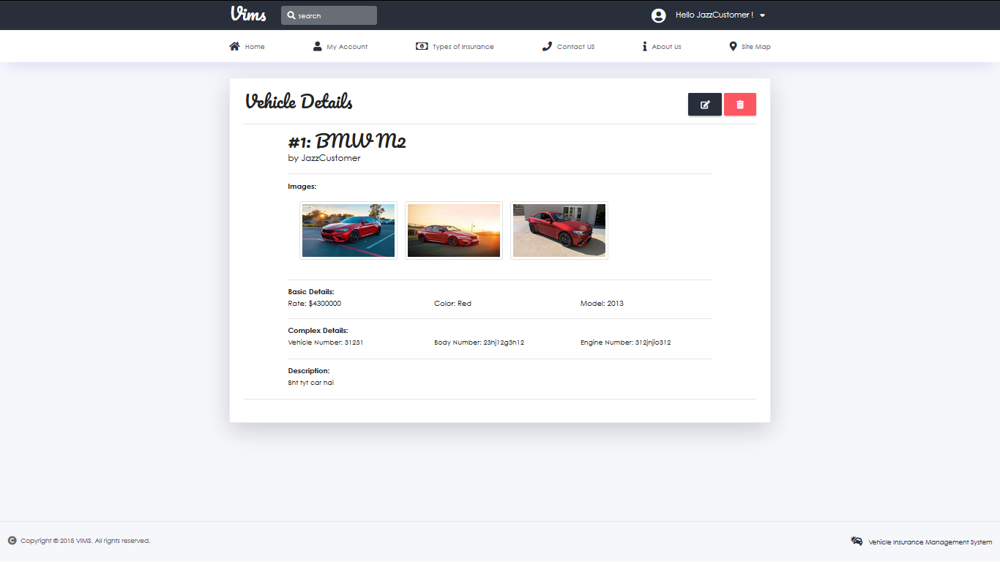 Vims search Hello JazzCustomer !
Home My Account Types of Insurance Contact US About Us Site Map
Vehicle Details
#1: BMW M2
by JazzCustomer
Images:
Basic Details:
Rate: $4300000 Color: Red Model: 2013
Complex Details:
Vehicle Number: 31231 Body Number: 23hj12g3h12 Engine Number: 312jnjio312
Description:
Bht tyt car hai
Copyright © 2018 VIMS. All rights reserved. Vehicle Insurance Management System